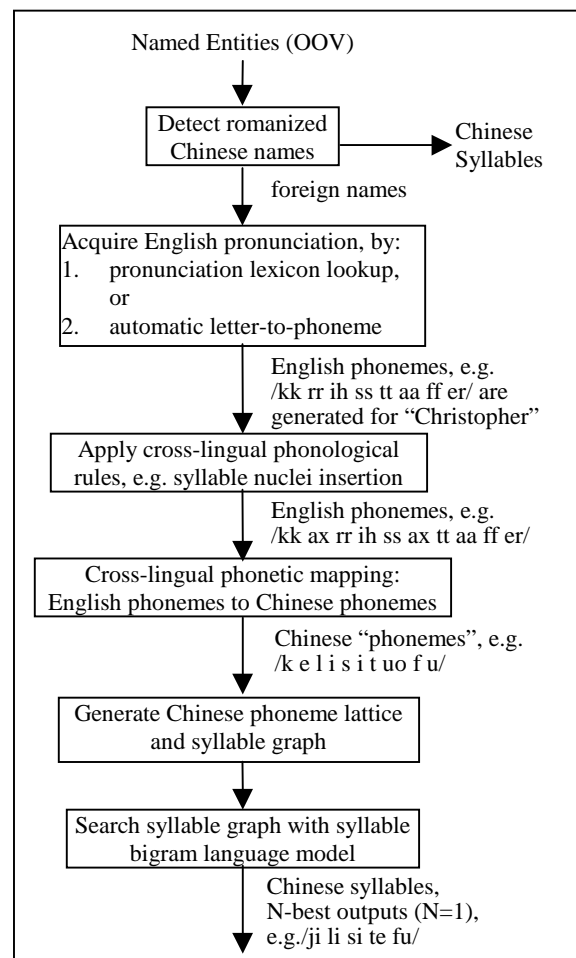 Named Entities (OOV)
Detect romanized
Chinese names
Chinese
Syllables
foreign names
Acquire English pronunciation, by:
1. pronunciation lexicon lookup,
or
2. automatic letter-to-phoneme
English phonemes, e.g.
/kk rr ih ss tt aa ff er/ are
generated for “Christopher”
Apply cross-lingual phonological
rules, e.g. syllable nuclei insertion
English phonemes, e.g.
/kk ax rr ih ss ax tt aa ff er/
Cross-lingual phonetic mapping:
English phonemes to Chinese phonemes
Chinese “phonemes”, e.g.
/k e l i s i t uo f u/
Generate Chinese phoneme lattice
and syllable graph
Search syllable graph with syllable
bigram language model
Chinese syllables,
N-best outputs (N=1),
e.g./ji li si te fu/